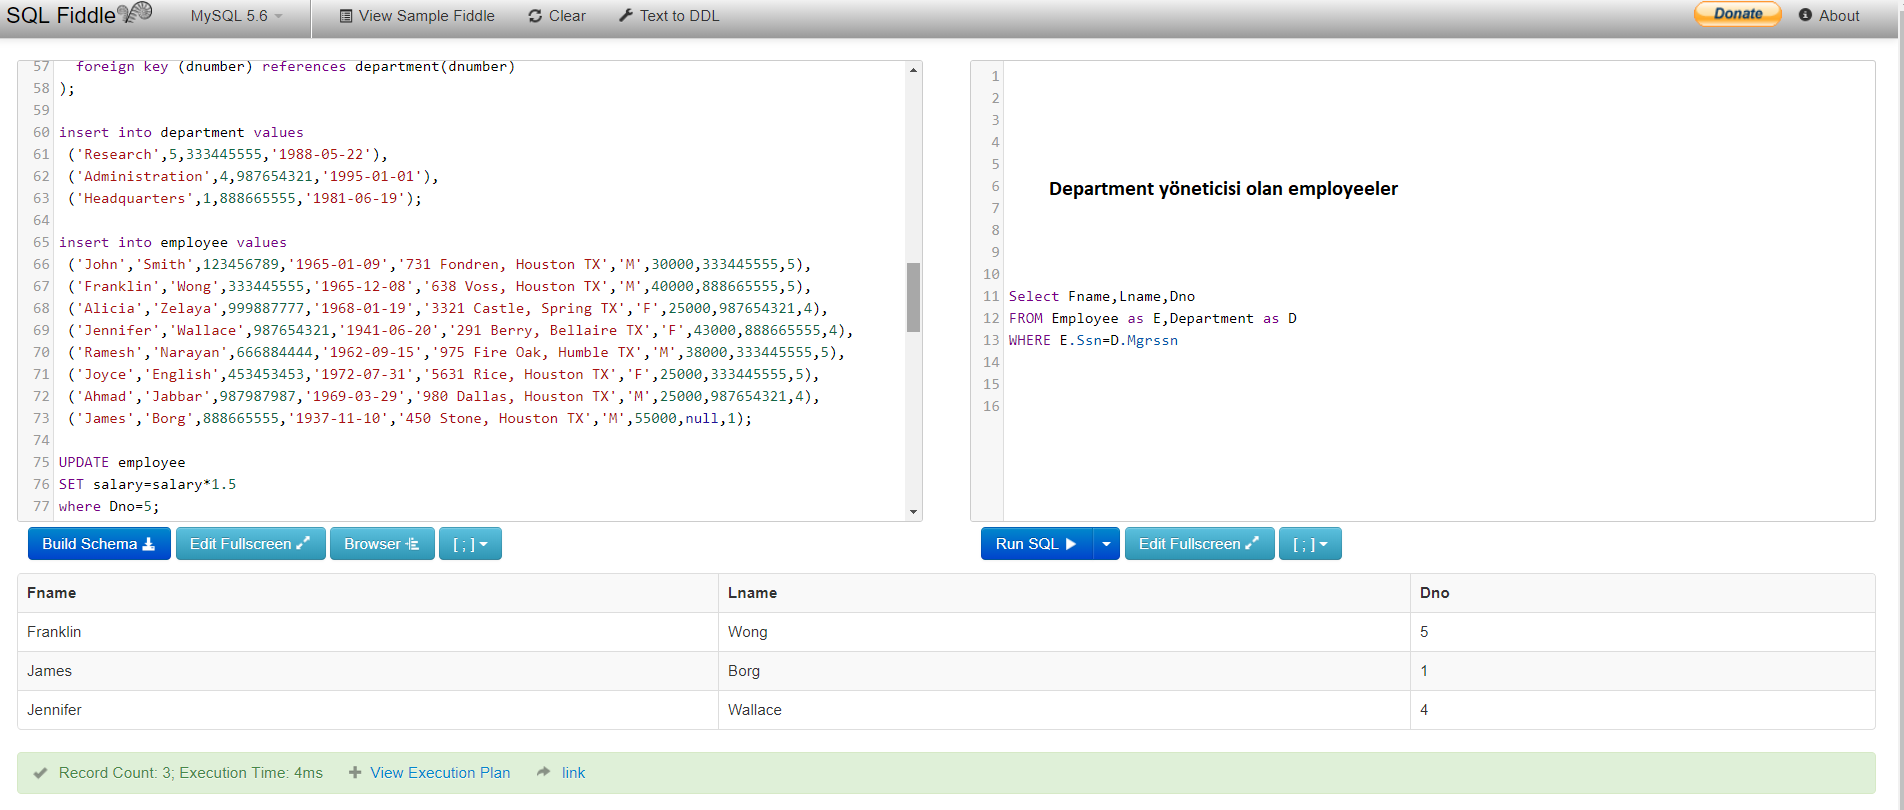 SQL Fiddle
MySQL 5.6
View Sample Fiddle
Clear
Text to DDL
Donate
About
57 foreign key (dnumber) references department(dnumber)
58 );
59
60 insert into department values
61 ('Research',5,333445555,'1988-05-22'),
62 ('Administration',4,987654321,'1995-01-01'),
63 ('Headquarters',1,888665555,'1981-06-19');
64
65 insert into employee values
66 ('John','Smith',123456789,'1965-01-09','731 Fondren, Houston TX','M',30000,333445555,5),
67 ('Franklin','Wong',333445555,'1965-12-08','638 Voss, Houston TX','M',40000,888665555,5),
68 ('Alicia','Zelaya',999887777,'1968-01-19','3321 Castle, Spring TX','F',25000,987654321,4),
69 ('Jennifer','Wallace',987654321,'1941-06-20','291 Berry, Bellaire TX','F',43000,888665555,4),
70 ('Ramesh','Narayan',666884444,'1962-09-15','975 Fire Oak, Humble TX','M',38000,333445555,5),
71 ('Joyce','English',453453453,'1972-07-31','5631 Rice, Houston TX','F',25000,333445555,5),
72 ('Ahmad','Jabbar',987987987,'1969-03-29','980 Dallas, Houston TX','M',25000,987654321,4),
73 ('James','Borg',888665555,'1937-11-10','450 Stone, Houston TX','M',55000,null,1);
74
75 UPDATE employee
76 SET salary=salary*1.5
77 where Dno=5;
Build Schema
Edit Fullscreen
Browser
[ ; ]
1
2
3
4
5
6 Department yöneticisi olan employeeler
7
8
9
10
11 Select Fname,Lname,Dno
12 FROM Employee as E,Department as D
13 WHERE E.Ssn=D.Mgrssn
14
15
16
Run SQL
Edit Fullscreen
[ ; ]
Fname Lname Dno
Franklin Wong 5
James Borg 1
Jennifer Wallace 4
Record Count: 3; Execution Time: 4ms
View Execution Plan
link